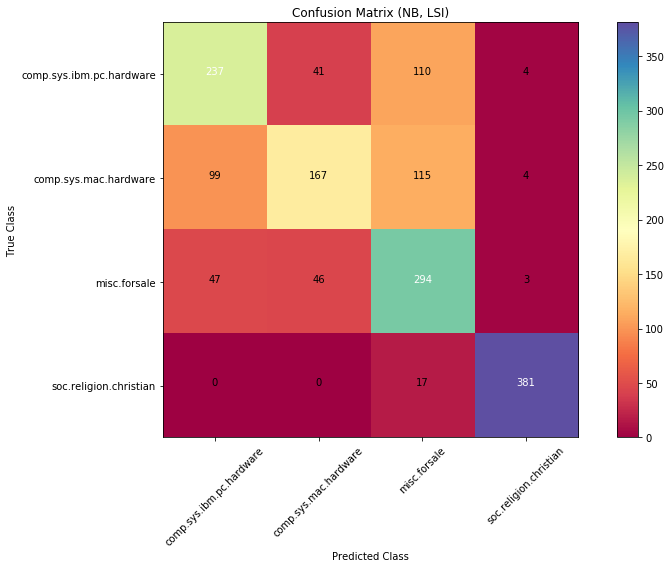 Confusion Matrix (NB, LSI)
True Class
comp.sys.ibm.pc.hardware 237 41 110 4
comp.sys.mac.hardware 99 167 115 4
misc.forsale 47 46 294 3
soc.religion.christian 0 0 17 381
comp.sys.ibm.pc.hardware
comp.sys.mac.hardware
misc.forsale
soc.religion.christian
Predicted Class
350
300
250
200
150
100
50
0